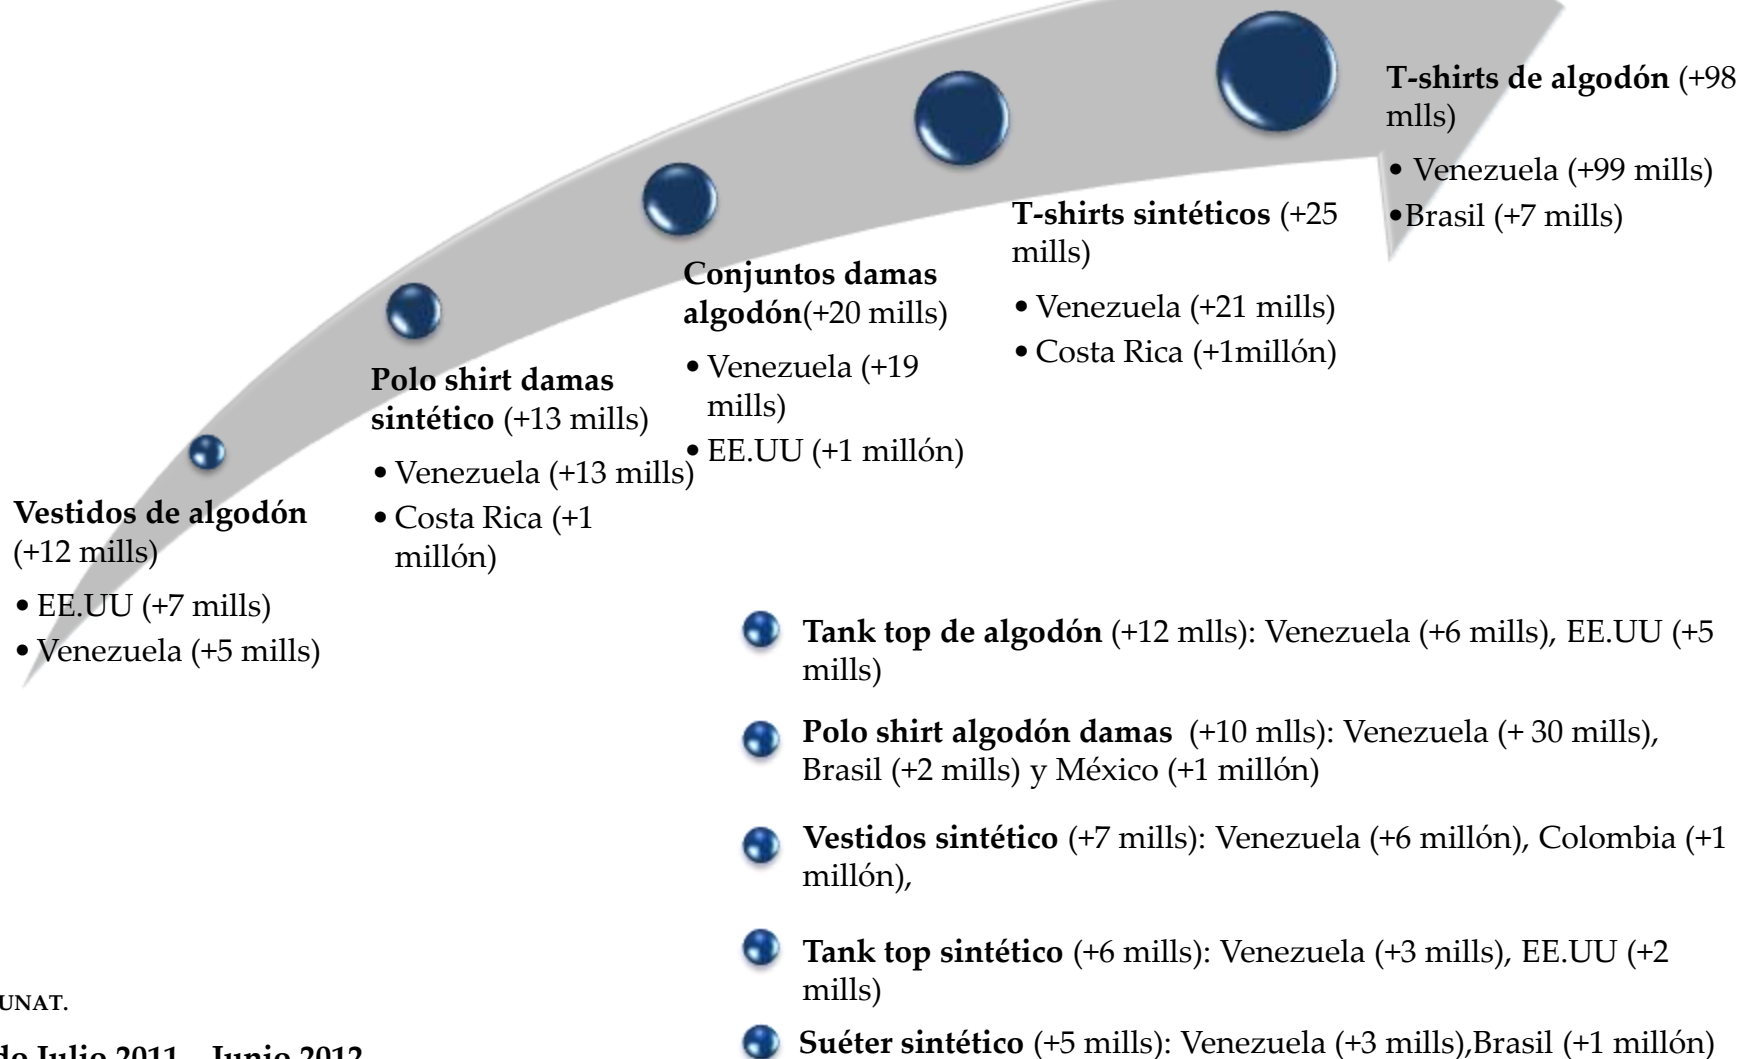 T-shirts de algodón (+98
mlls)
• Venezuela (+99 mills)
•Brasil (+7 mills)
T-shirts sintéticos (+25
mills)
• Venezuela (+21 mills)
• Costa Rica (+1millón)
Conjuntos damas
algodón(+20 mills)
• Venezuela (+19
mills)
• EE.UU (+1 millón)
Polo shirt damas
sintético (+13 mills)
• Venezuela (+13 mills)
• Costa Rica (+1
millón)
Vestidos de algodón
(+12 mills)
• EE.UU (+7 mills)
• Venezuela (+5 mills)
Tank top de algodón (+12 mlls): Venezuela (+6 mills), EE.UU (+5
mills)
Polo shirt algodón damas (+10 mlls): Venezuela (+ 30 mills),
Brasil (+2 mills) y México (+1 millón)
Vestidos sintético (+7 mills): Venezuela (+6 millón), Colombia (+1
millón),
Tank top sintético (+6 mills): Venezuela (+3 mills), EE.UU (+2
mills)
Suéter sintético (+5 mills): Venezuela (+3 mills),Brasil (+1 millón)
UNAT.
do Julio 2011 – Junio 2012